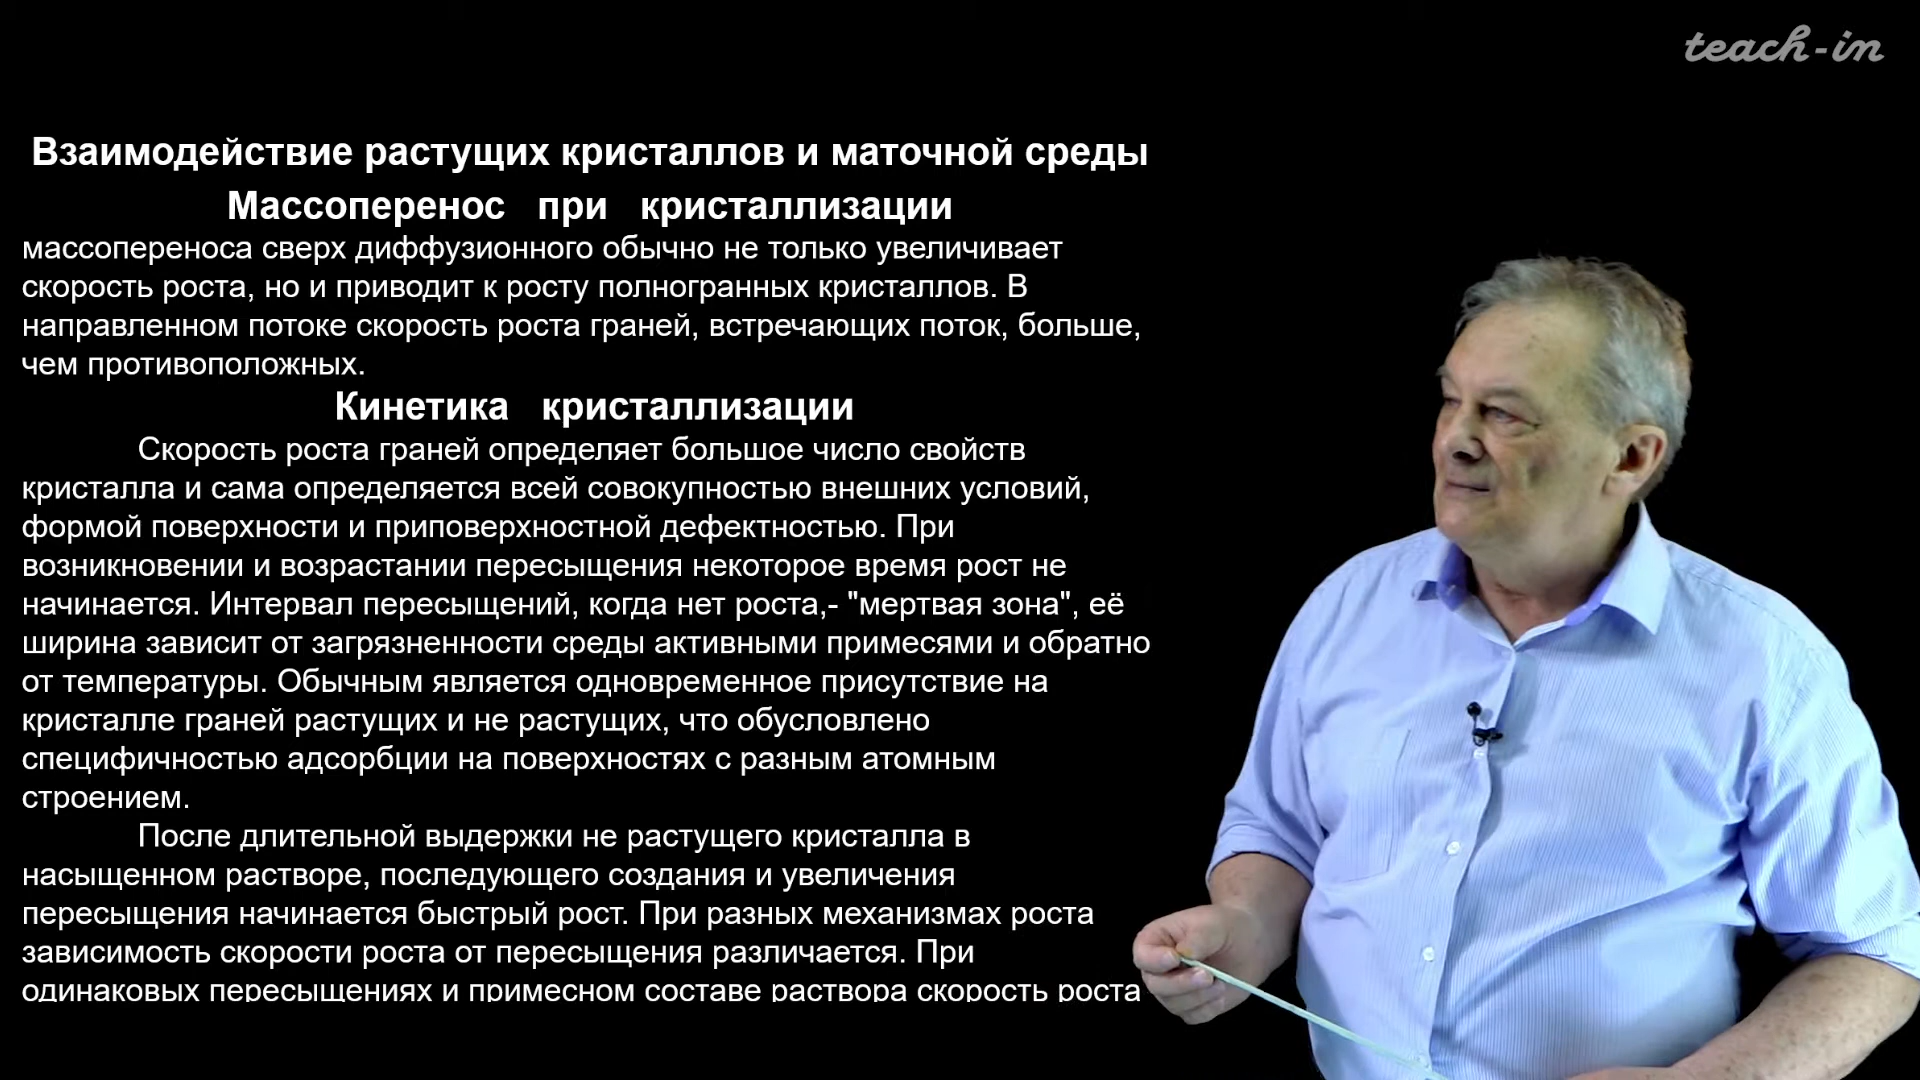 teach-in
Взаимодействие растущих кристаллов и маточной среды
Массоперенос при кристаллизации
массопереноса сверх диффузионного обычно не только увеличивает
скорость роста, но и приводит к росту полногранных кристаллов. В
направленном потоке скорость роста граней, встречающих поток, больше,
чем противоположных.
Кинетика кристаллизации
Скорость роста граней определяет большое число свойств
кристалла и сама определяется всей совокупностью внешних условий,
формой поверхности и приповерхностной дефектностью. При
возникновении и возрастании пересыщения некоторое время рост не
начинается. Интервал пересыщений, когда нет роста,- "мертвая зона", её
ширина зависит от загрязненности среды активными примесями и обратно
от температуры. Обычным является одновременное присутствие на
кристалле граней растущих и не растущих, что обусловлено
специфичностью адсорбции на поверхностях с разным атомным
строением.
После длительной выдержки не растущего кристалла в
насыщенном растворе, последующего создания и увеличения
пересыщения начинается быстрый рост. При разных механизмах роста
зависимость скорости роста от пересыщения различается. При
одинаковых пересыщениях и примесном составе раствора скорость роста